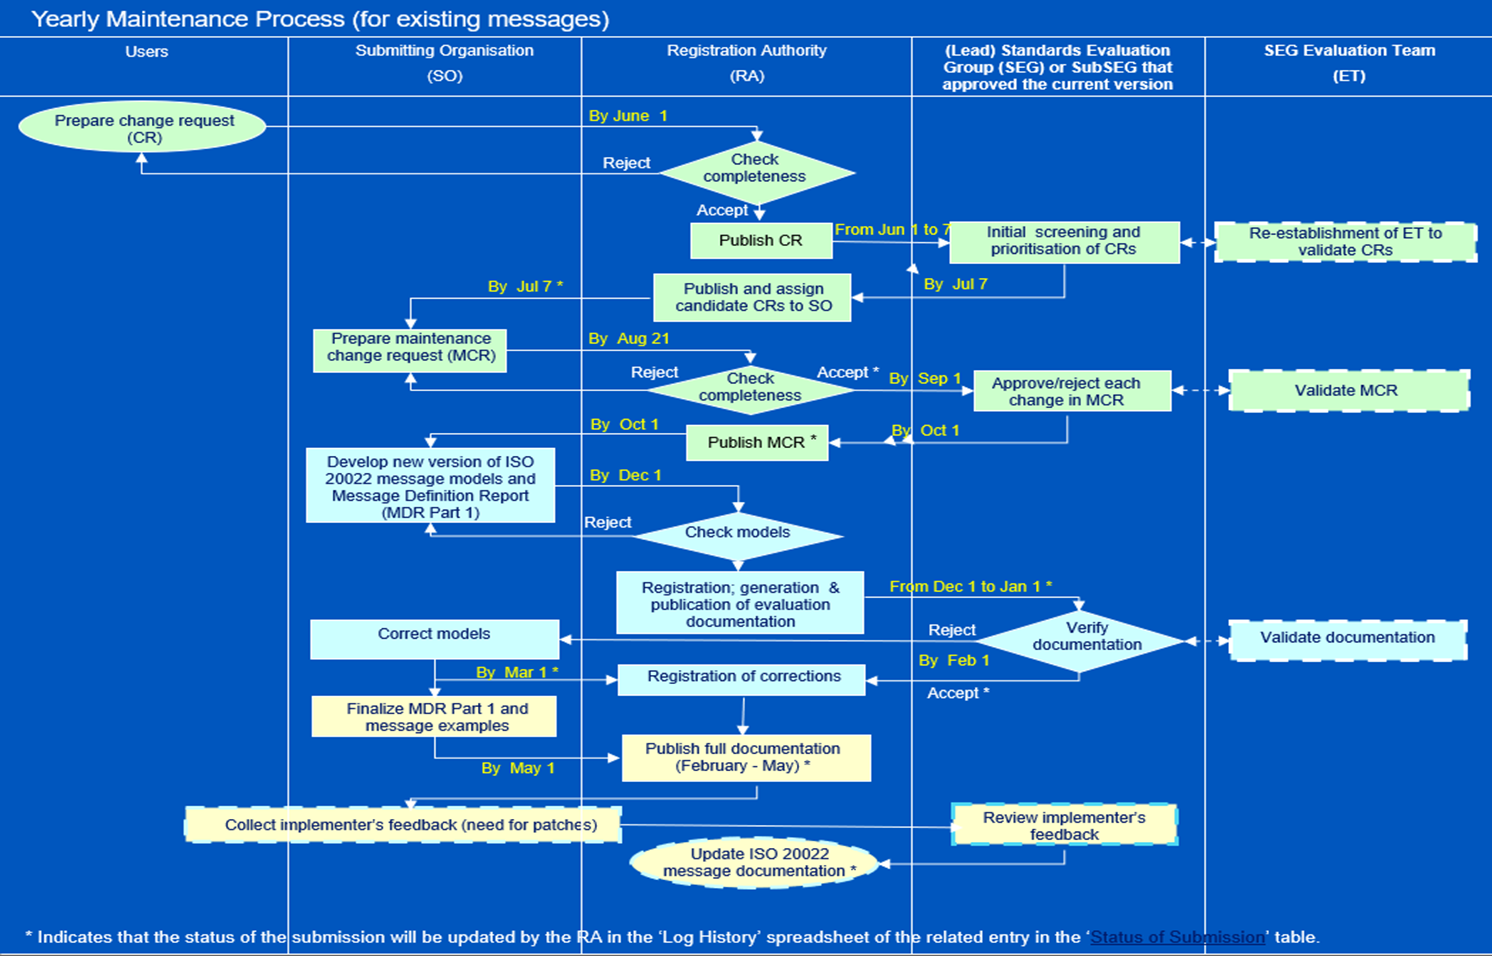 Yearly Maintenance Process (for existing messages)
Users
Submitting Organisation
(SO)
Registration Authority
(RA)
(Lead) Standards Evaluation
Group (SEG) or SubSEG that
approved the current version
SEG Evaluation Team
(ET)
Prepare change request
(CR)
By June 1
Reject
Check
completeness
Accept
Publish CR
From Jun 1 to 7
Initial screening and
prioritisation of CRs
Re-establishment of ET to
validate CRs
By Jul 7 *
Publish and assign
candidate CRs to SO
By Jul 7
Prepare maintenance
change request (MCR)
By Aug 21
Reject
Check
completeness
Accept *
By Sep 1
Approve/reject each
change in MCR
Validate MCR
By Oct 1
Publish MCR *
By Oct 1
Develop new version of ISO
20022 message models and
Message Definition Report
(MDR Part 1)
By Dec 1
Reject
Check models
Registration; generation &
publication of evaluation
documentation
From Dec 1 to Jan 1 *
Correct models
Reject
Verify
documentation
Validate documentation
By Mar 1 *
Registration of corrections
By Feb 1
Accept *
Finalize MDR Part 1 and
message examples
By May 1
Publish full documentation
(February - May) *
Collect implementer's feedback (need for patches)
Review implementer's
feedback
Update ISO 20022
message documentation *
* Indicates that the status of the submission will be updated by the RA in the ‘Log History’ spreadsheet of the related entry in the ‘Status of Submission’ table.